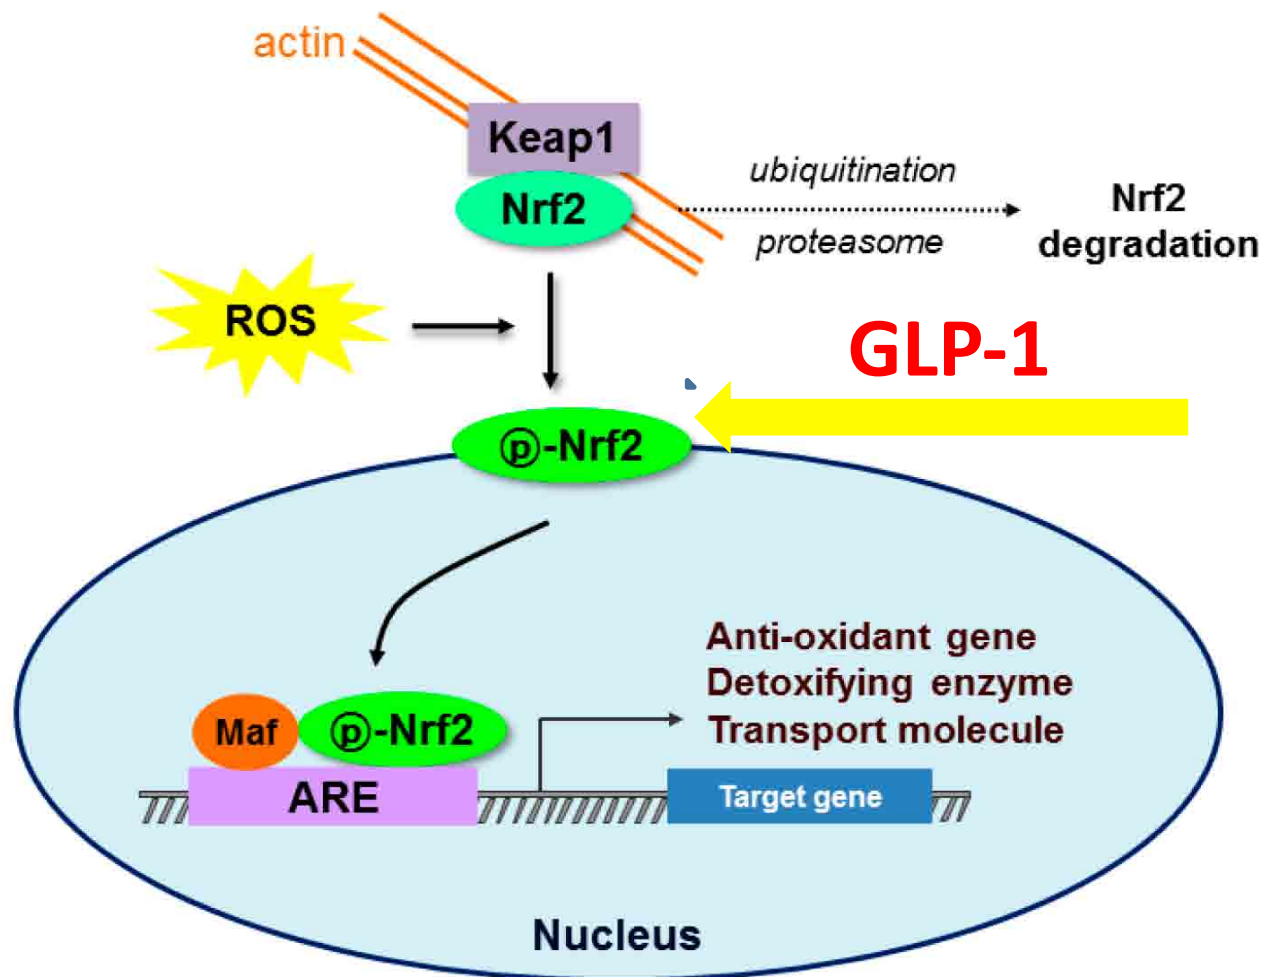 actin
Keap1
Nrf2
ubiquitination
proteasome
Nrf2
degradation
ROS
GLP-1
ⓟ-Nrf2
Anti-oxidant gene
Detoxifying enzyme
Transport molecule
Maf
ⓟ-Nrf2
ARE
Target gene
Nucleus